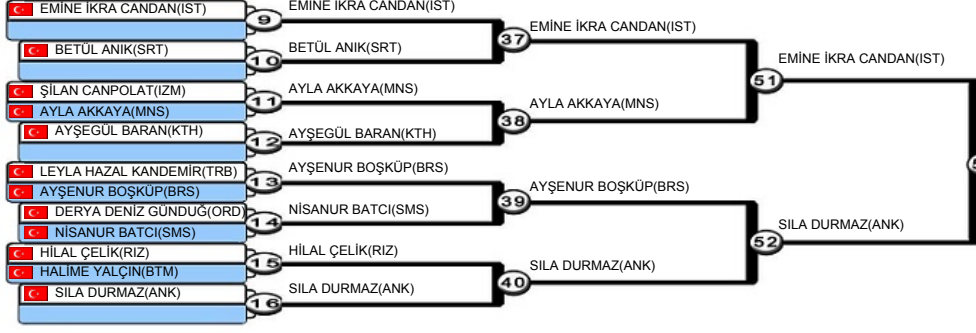 EMİNE İKRA CANDAN(IST)
9
EMİNE İKRA CANDAN(IST)
37
EMİNE İKRA CANDAN(IST)
BETÜL ANIK(SRT)
10
BETÜL ANIK(SRT)
51
EMİNE İKRA CANDAN(IST)
ŞİLAN CANPOLAT(IZM)
AYLA AKKAYA(MNS)
11
AYLA AKKAYA(MNS)
38
AYLA AKKAYA(MNS)
AYŞEGÜL BARAN(KTH)
12
AYŞEGÜL BARAN(KTH)
LEYLA HAZAL KANDEMİR(TRB)
AYŞENUR BOŞKÜP(BRS)
13
AYŞENUR BOŞKÜP(BRS)
39
AYŞENUR BOŞKÜP(BRS)
DERYA DENİZ GÜNDUĞ(ORD)
NİSANUR BATCI(SMS)
14
NİSANUR BATCI(SMS)
52
SILA DURMAZ(ANK)
HİLAL ÇELİK(RIZ)
HALİME YALÇIN(BTM)
15
HİLAL ÇELİK(RIZ)
40
SILA DURMAZ(ANK)
SILA DURMAZ(ANK)
16
SILA DURMAZ(ANK)